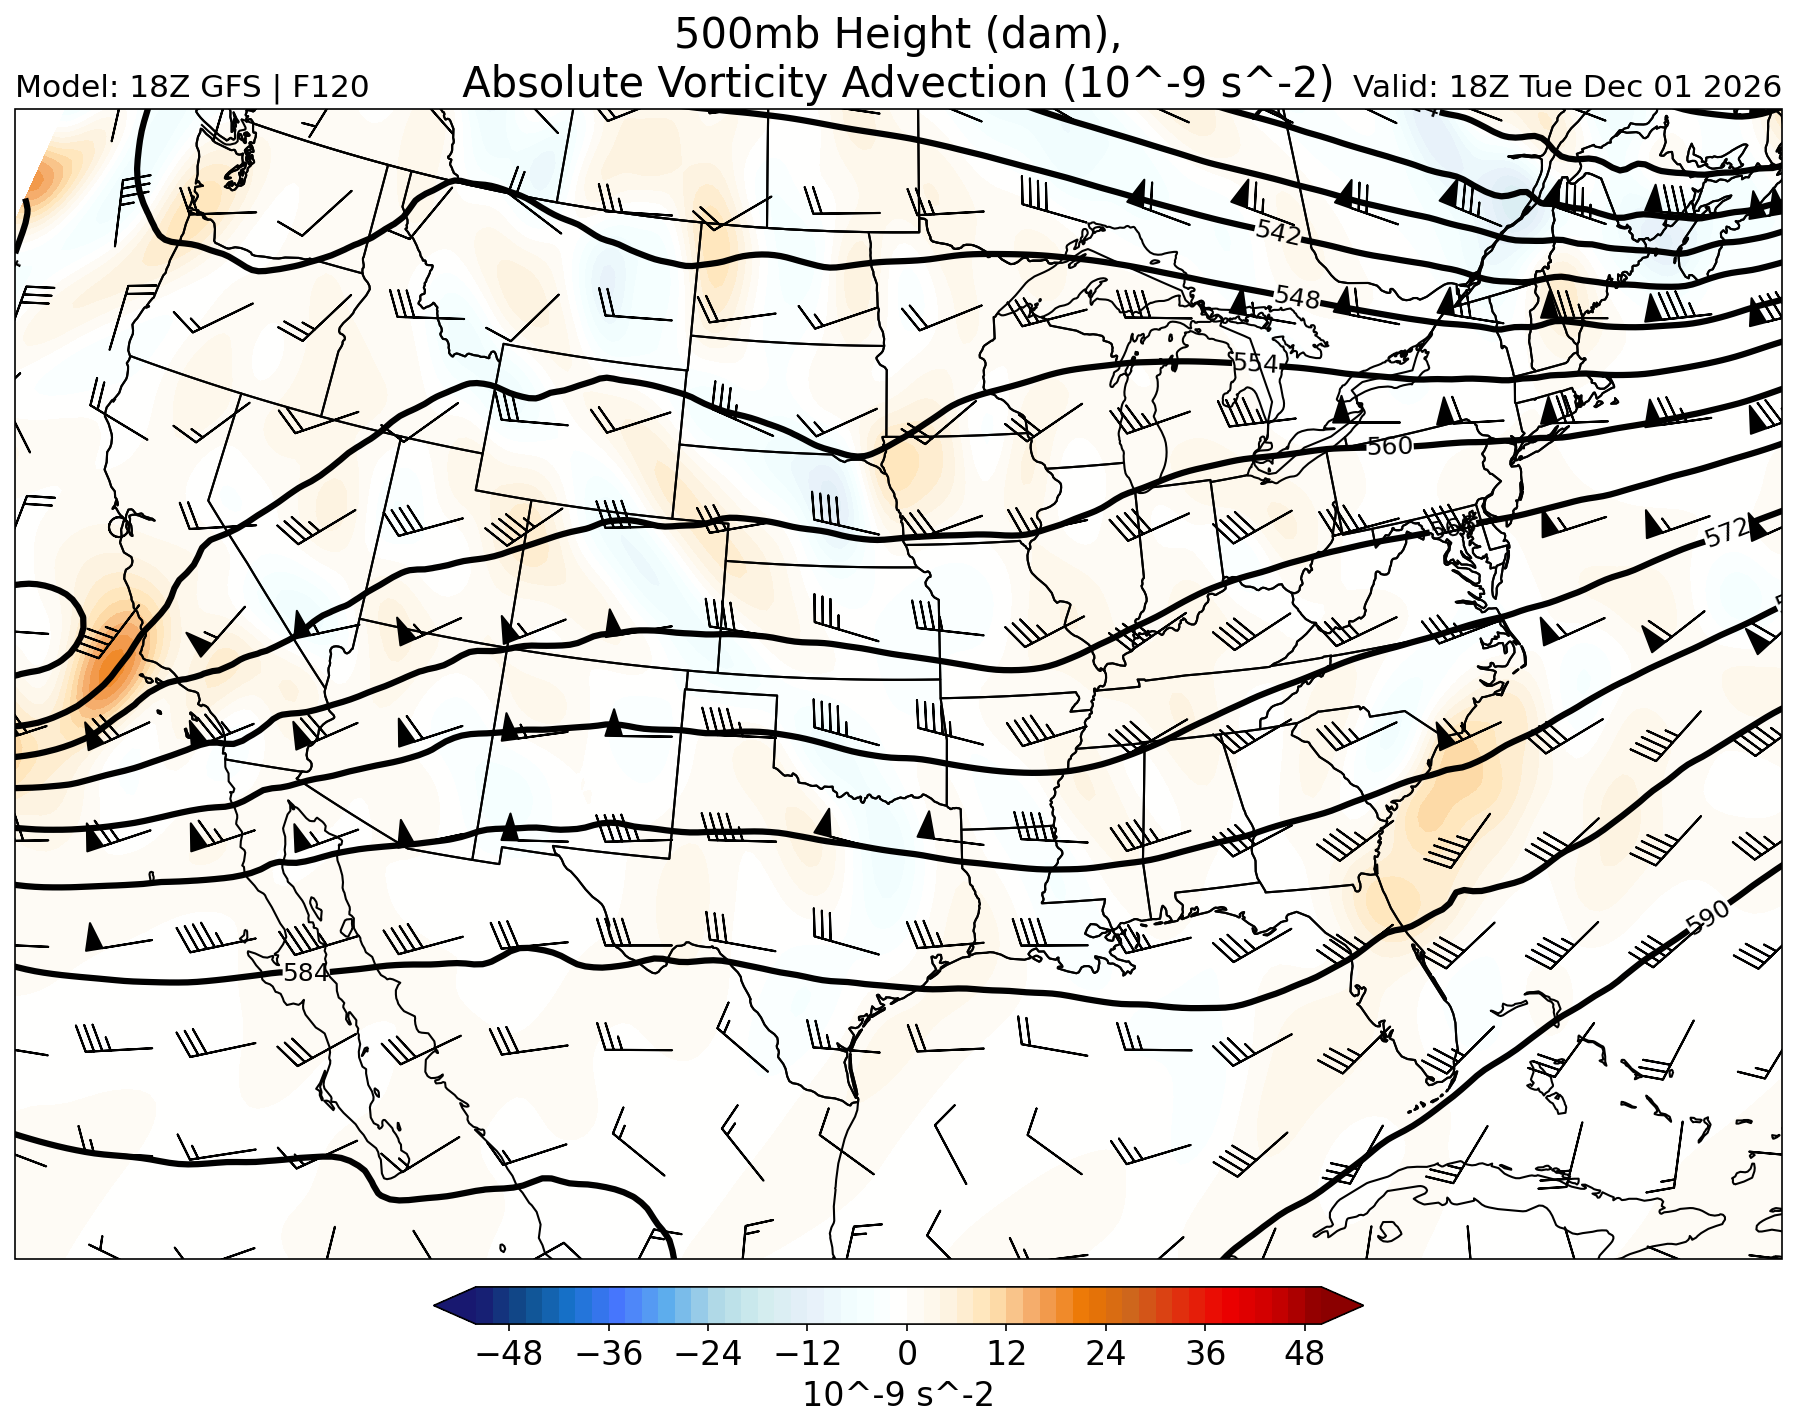 500mb Height (dam),
Model: 18Z GFS | F120
Absolute Vorticity Advection (10^-9 s^-2)
Valid: 18Z Tue Dec 01 2026
542
548
554
560
572
590
584
−48 −36 −24 −12 0 12 24 36 48
10^-9 s^-2